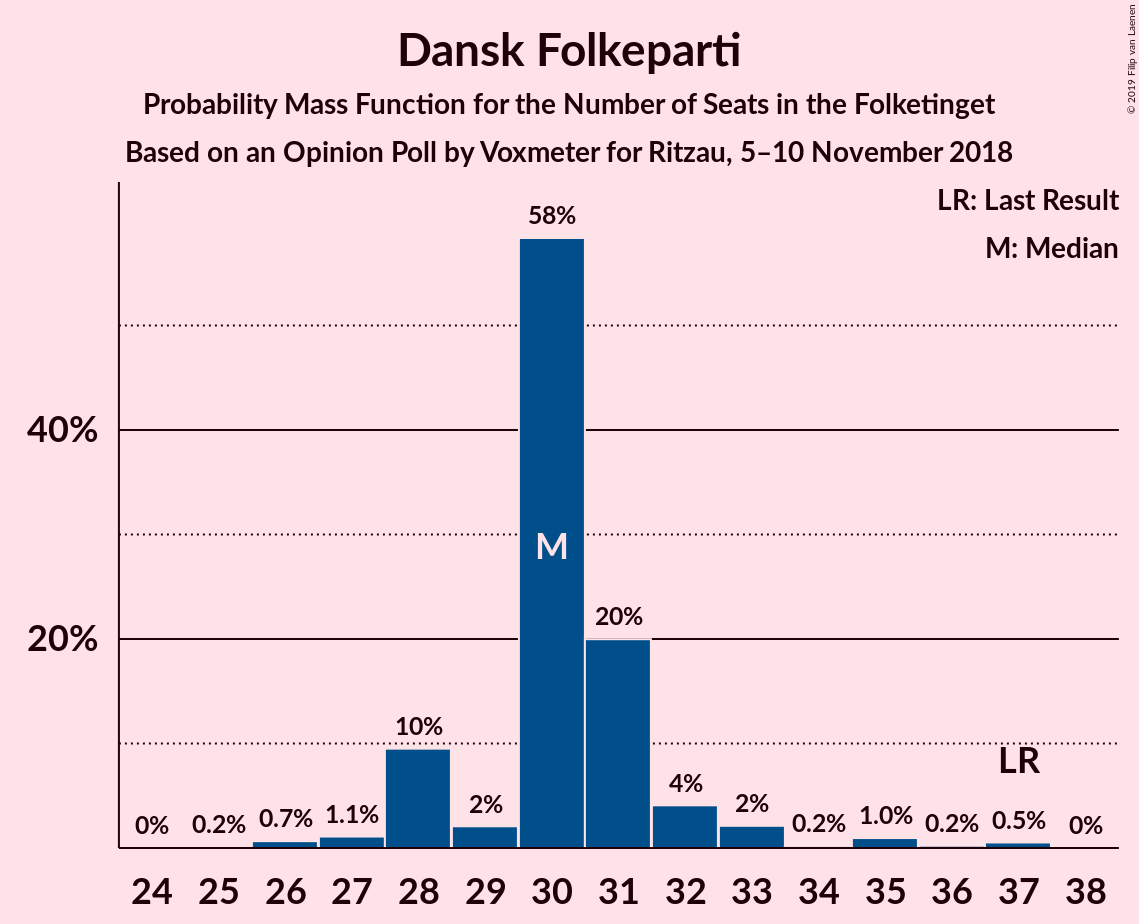 Dansk Folkeparti
Probability Mass Function for the Number of Seats in the Folketinget
Based on an Opinion Poll by Voxmeter for Ritzau, 5–10 November 2018
© 2019 Filip van Laenen
LR: Last Result
M: Median
58%
40%
M
20%
20%
10%
LR
4%
2%
2%
1.1%
1.0%
0.7%
0.5%
0%
0.2%
0.2%
0.2%
0%
24 25 26 27 28 29 30 31 32 33 34 35 36 37 38